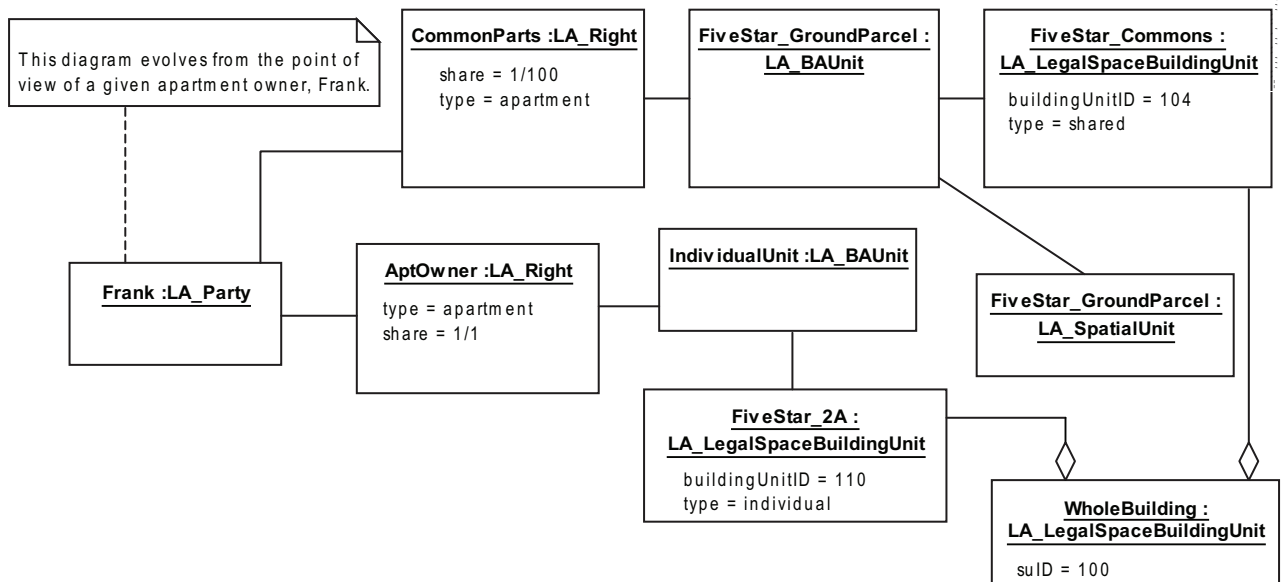 This diagram evolves from the point of
view of a given apartment owner, Frank.
CommonParts :LA_Right
share = 1/100
type = apartment
FiveStar_GroundParcel :
LA_BAUnit
FiveStar_Commons :
LA_LegalSpaceBuildingUnit
buildingUnitID = 104
type = shared
Frank :LA_Party
AptOwner :LA_Right
type = apartment
share = 1/1
IndividualUnit :LA_BAUnit
FiveStar_GroundParcel :
LA_SpatialUnit
FiveStar_2A :
LA_LegalSpaceBuildingUnit
buildingUnitID = 110
type = individual
WholeBuilding :
LA_LegalSpaceBuildingUnit
suID = 100